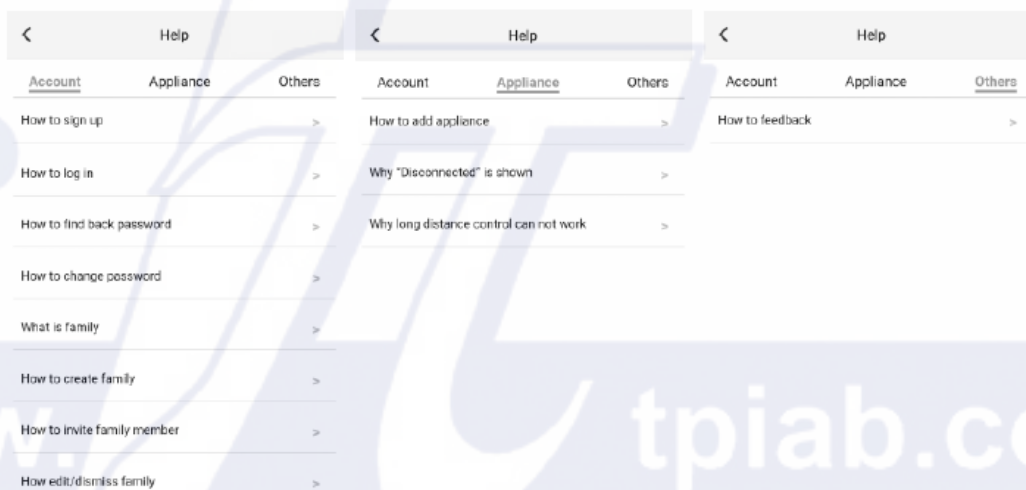 Help
Account Appliance Others
How to sign up >
How to log in >
How to find back password >
How to change password >
What is family >
How to create family >
How to invite family member >
How edit/dismiss family >
Help
Account Appliance Others
How to add appliance >
Why "Disconnected" is shown >
Why long distance control can not work >
Help
Account Appliance Others
How to feedback >
w. tpiab.co